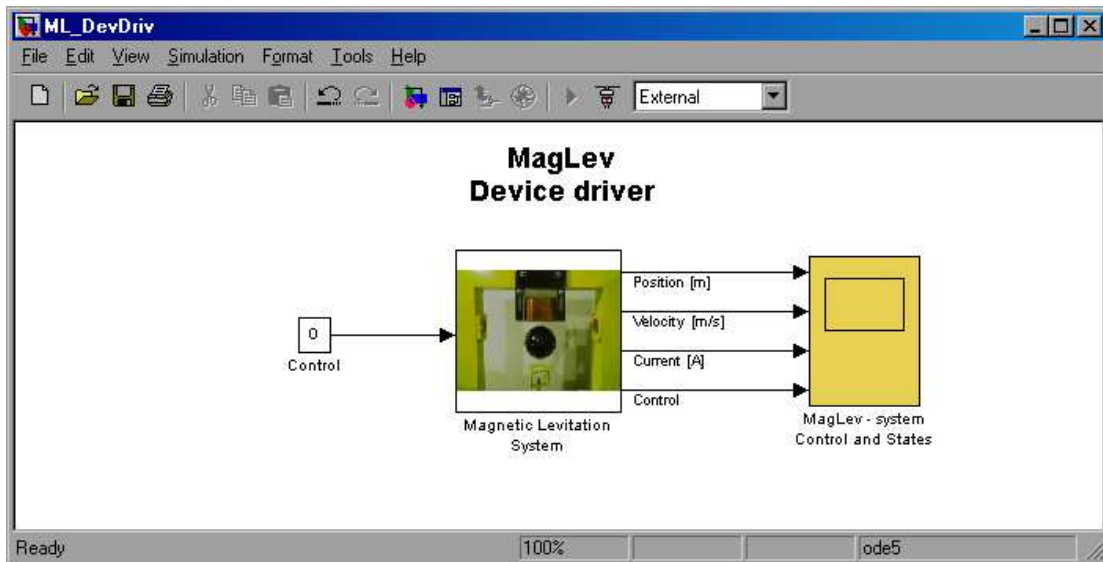 ML_DevDriv
File Edit View Simulation Format Tools Help
External
MagLev
Device driver
0
Control
Magnetic Levitation
System
Position [m]
Velocity [m/s]
Current [A]
Control
MagLev - system
Control and States
Ready 100% ode5